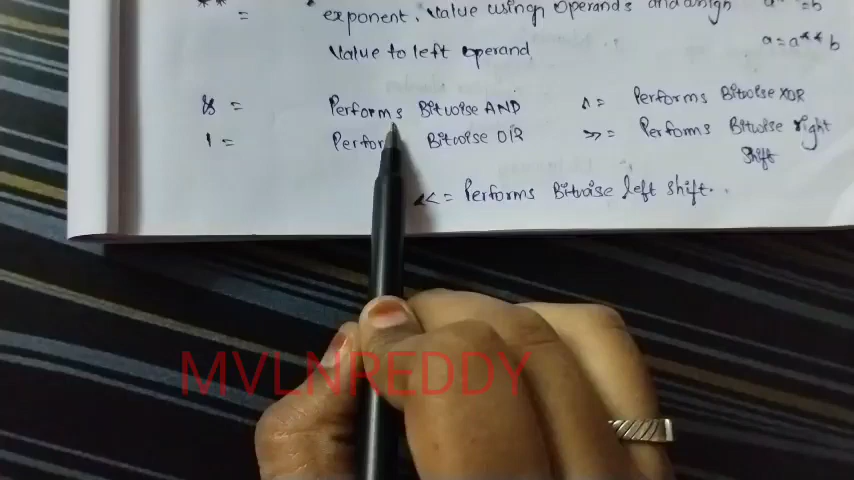 ** = exponent, value using operands and assign a**=b
value to left operand a=a**b
&= Performs Bitwise AND ^= Performs Bitwise XOR
|= Perfor Bitwise OR >>= Performs Bitwise right
shift
<<= Performs Bitwise left shift.
MVLNREDDY